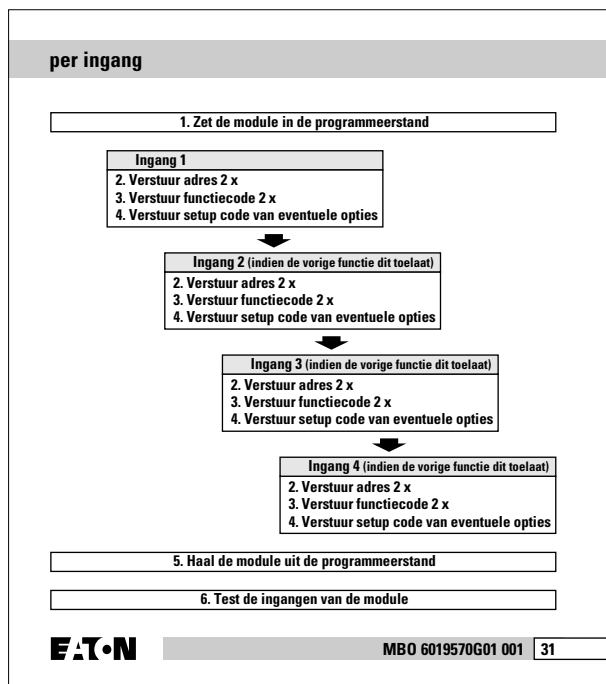 per ingang
1. Zet de module in de programmeerstand
Ingang 1
2. Verstuur adres 2 x
3. Verstuur functiecode 2 x
4. Verstuur setup code van eventuele opties
Ingang 2 (indien de vorige functie dit toelaat)
2. Verstuur adres 2 x
3. Verstuur functiecode 2 x
4. Verstuur setup code van eventuele opties
Ingang 3 (indien de vorige functie dit toelaat)
2. Verstuur adres 2 x
3. Verstuur functiecode 2 x
4. Verstuur setup code van eventuele opties
Ingang 4 (indien de vorige functie dit toelaat)
2. Verstuur adres 2 x
3. Verstuur functiecode 2 x
4. Verstuur setup code van eventuele opties
5. Haal de module uit de programmeerstand
6. Test de ingangen van de module
EATON
MBO 6019570G01 001 31